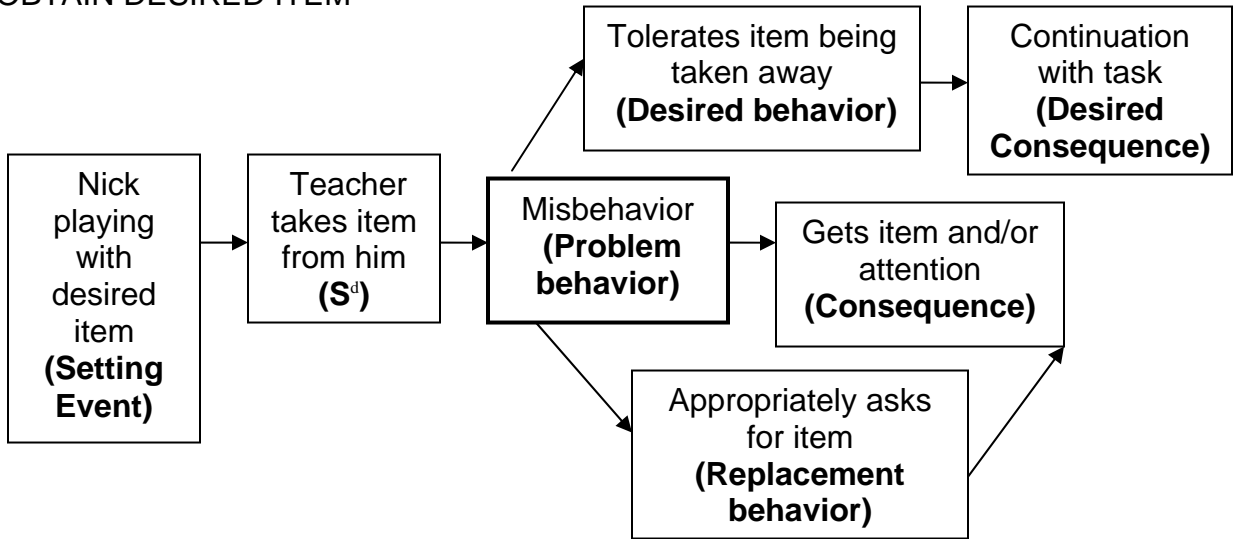 OBTAIN DESIRED ITEM
Nick
playing
with
desired
item
(Setting
Event)
Teacher
takes item
from him
(Sᵈ)
Misbehavior
(Problem
behavior)
Tolerates item being
taken away
(Desired behavior)
Continuation
with task
(Desired
Consequence)
Gets item and/or
attention
(Consequence)
Appropriately asks
for item
(Replacement
behavior)